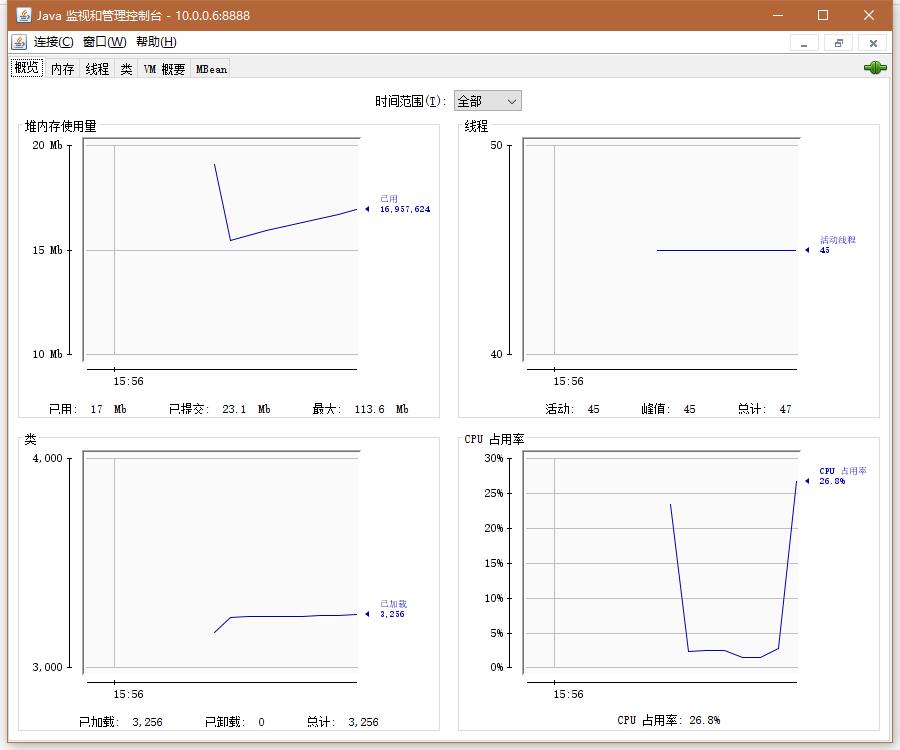 Java 监视和管理控制台 - 10.0.0.6:8888
连接(C) 窗口(W) 帮助(H)
概览 内存 线程 类 VM 概要 MBean
时间范围(T): 全部
堆内存使用量
20 Mb
15 Mb
10 Mb
15:56
已用
16,957,624
已用: 17 Mb 已提交: 23.1 Mb 最大: 113.6 Mb
线程
50
40
15:56
活动线程
45
活动: 45 峰值: 45 总计: 47
类
4,000
3,000
15:56
已加载
3,256
已加载: 3,256 已卸载: 0 总计: 3,256
CPU 占用率
30%
25%
20%
15%
10%
5%
0%
15:56
CPU 占用率
26.8%
CPU 占用率: 26.8%